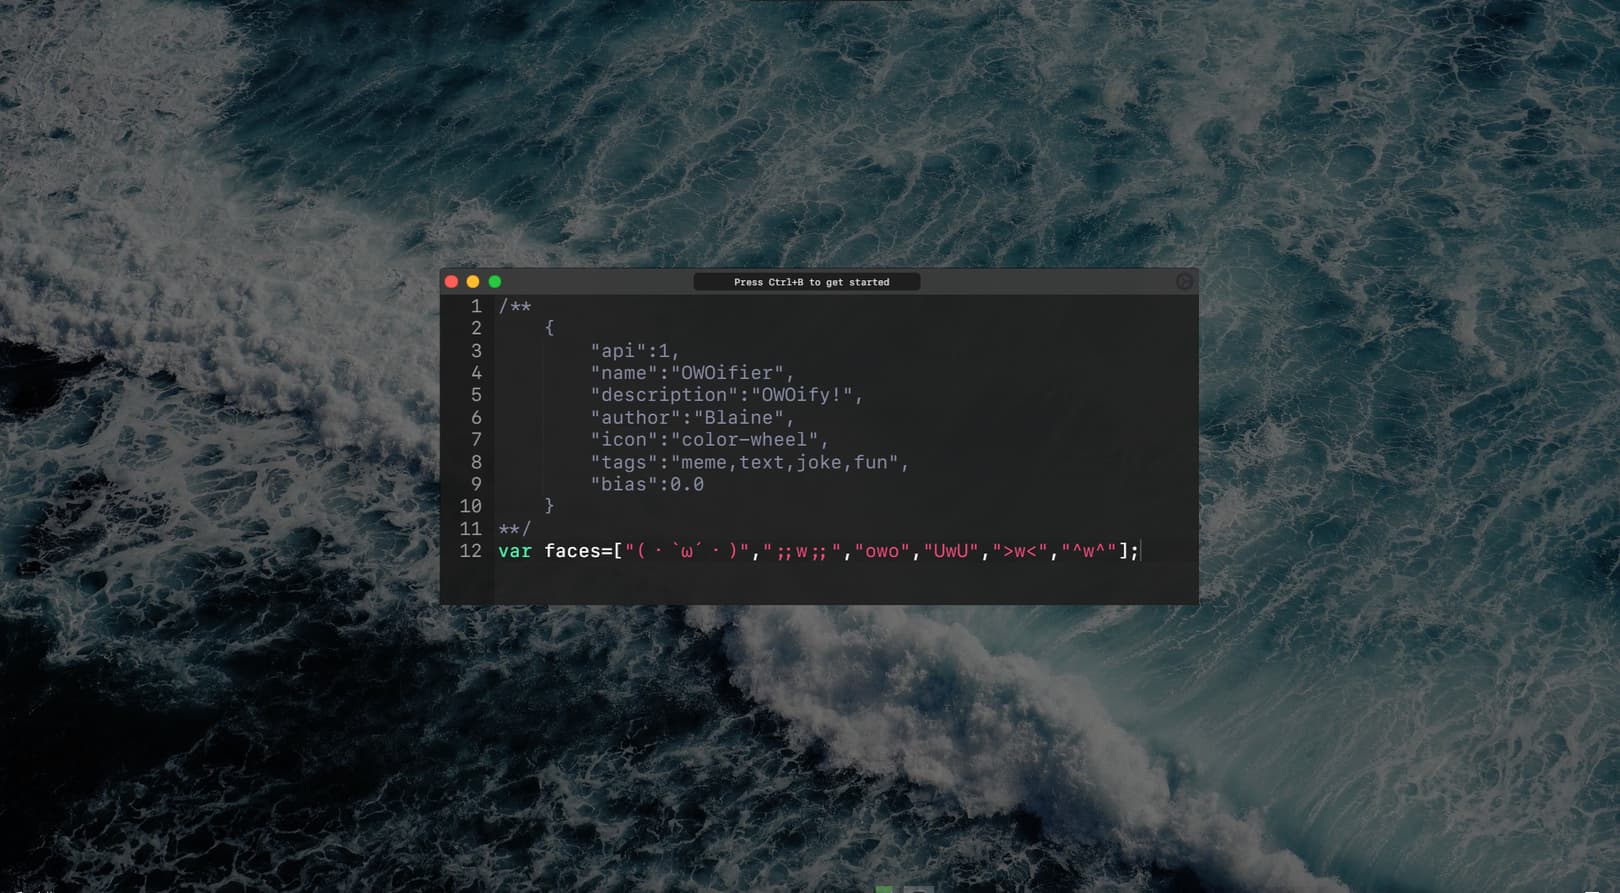 Press Ctrl+B to get started
1 /**
2     {
3         "api":1,
4         "name":"OWOifier",
5         "description":"OWOify!",
6         "author":"Blaine",
7         "icon":"color-wheel",
8         "tags":"meme,text,joke,fun",
9         "bias":0.0
10     }
11 **/
12 var faces=["(・`ω´・)",";;w;;","owo","UwU",">w<","^w^"];